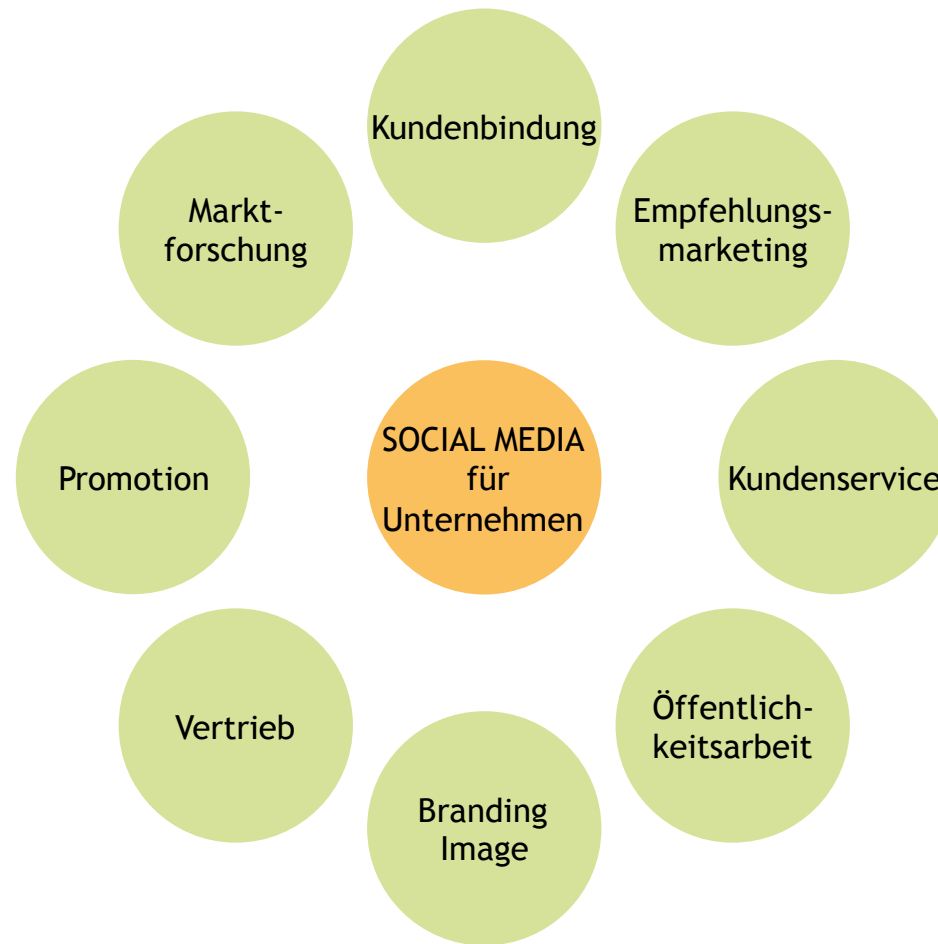 Kundenbindung
Markt-
forschung
Empfehlungs-
marketing
Promotion
SOCIAL MEDIA
für
Unternehmen
Kundenservice
Vertrieb
Öffentlich-
keitsarbeit
Branding
Image